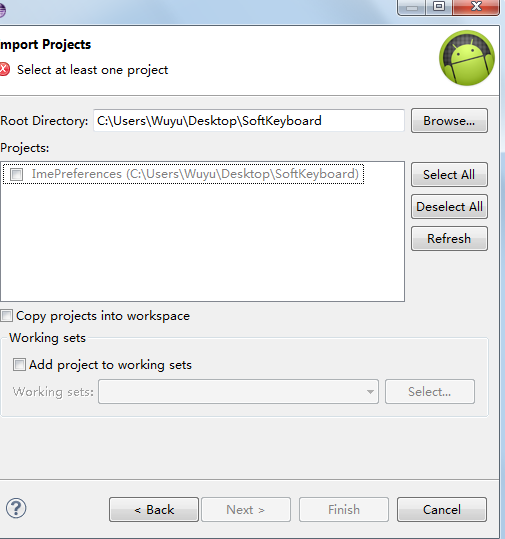 mport Projects
Select at least one project
Root Directory: C:\Users\Wuyu\Desktop\SoftKeyboard Browse...
Projects:
ImePreferences (C:\Users\Wuyu\Desktop\SoftKeyboard)
Select All
Deselect All
Refresh
Copy projects into workspace
Working sets
Add project to working sets
Working sets: Select...
< Back Next > Finish Cancel